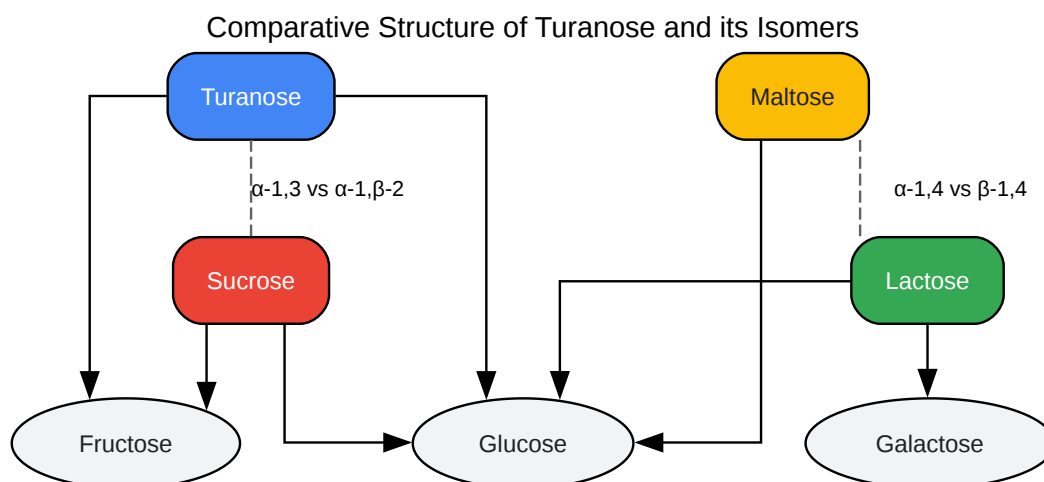 Comparative Structure of Turanose and its Isomers
Turanose
Maltose
α-1,3 vs α-1,β-2
α-1,4 vs β-1,4
Sucrose
Lactose
Fructose
Glucose
Galactose